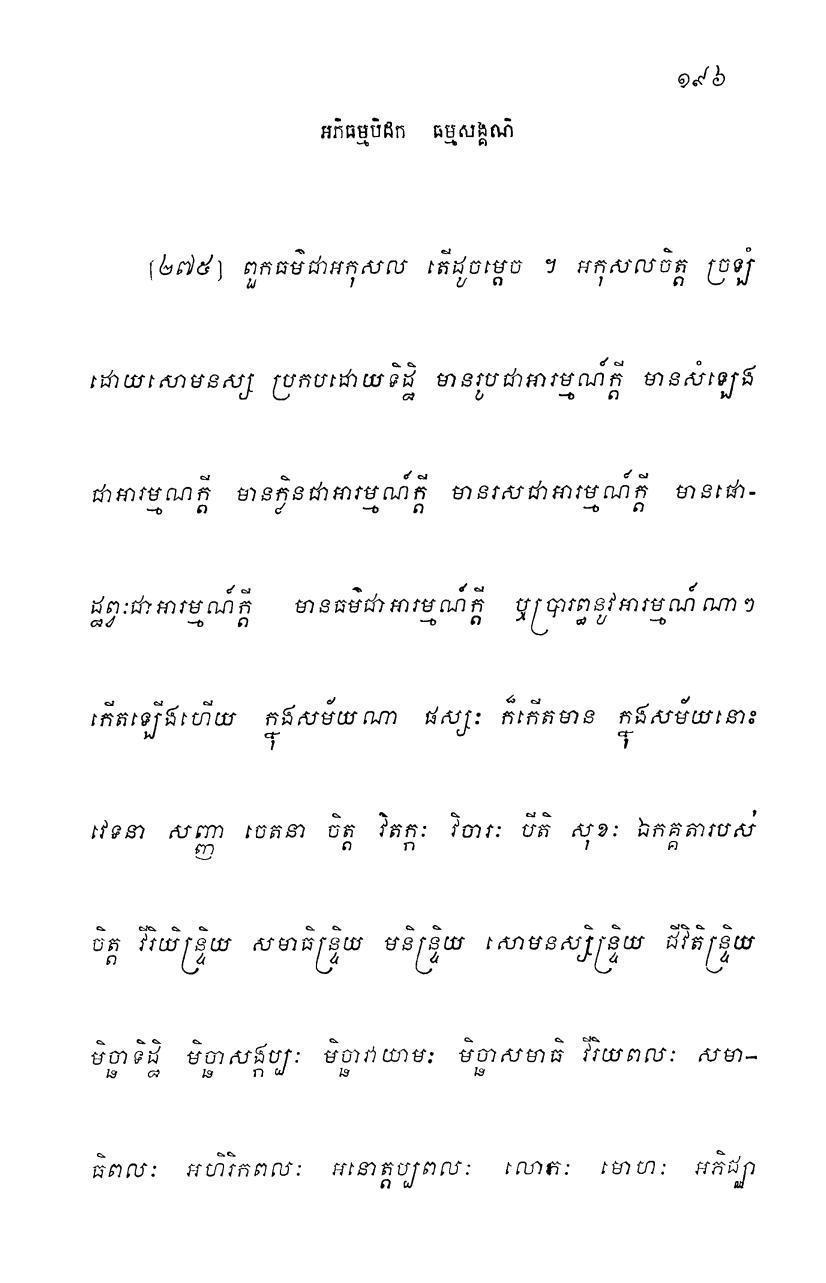 ១៩៦
អភិធម្មបិដក ធម្មសង្គណិ
[២៧៥] ពួកធម៌ជាអកុសល តើដូចម្តេច ។ អកុសលចិត្ត ច្រឡំ
ដោយសោមនស្ស ប្រកបដោយទិដ្ឋិ មានរូបជាអារម្មណ៍ក្តី មានសំឡេង
ជាអារម្មណក្តី មានក្លិនជាអារម្មណ៍ក្តី មានរសជាអារម្មណ៍ក្តី មានផោ-
ដ្ឋព្វៈជាអារម្មណ៍ក្តី មានធម៌ជាអារម្មណ៍ក្តី ឬប្រារព្ធនូវអារម្មណ៍ណាៗ
កើតឡើងហើយ ក្នុងសម័យណា ផស្សៈ ក៏កើតមាន ក្នុងសម័យនោះ
វេទនា សញ្ញា ចេតនា ចិត្ត វិតក្កៈ វិចារៈ បីតិ សុខៈ ឯកគ្គតារបស់
ចិត្ត វីរិយិន្ទ្រិយ សមាធិន្ទ្រិយ មនិន្ទ្រិយ សោមនស្សិន្ទ្រិយ ជីវិតិន្ទ្រិយ
មិច្ឆាទិដ្ឋិ មិច្ឆាសង្កប្បៈ មិច្ឆាវាយាមៈ មិច្ឆាសមាធិ វីរិយពលៈ សមា-
ធិពលៈ អហិរិកពលៈ អនោត្តប្បពលៈ លោភៈ មោហៈ អភិជ្ឈា